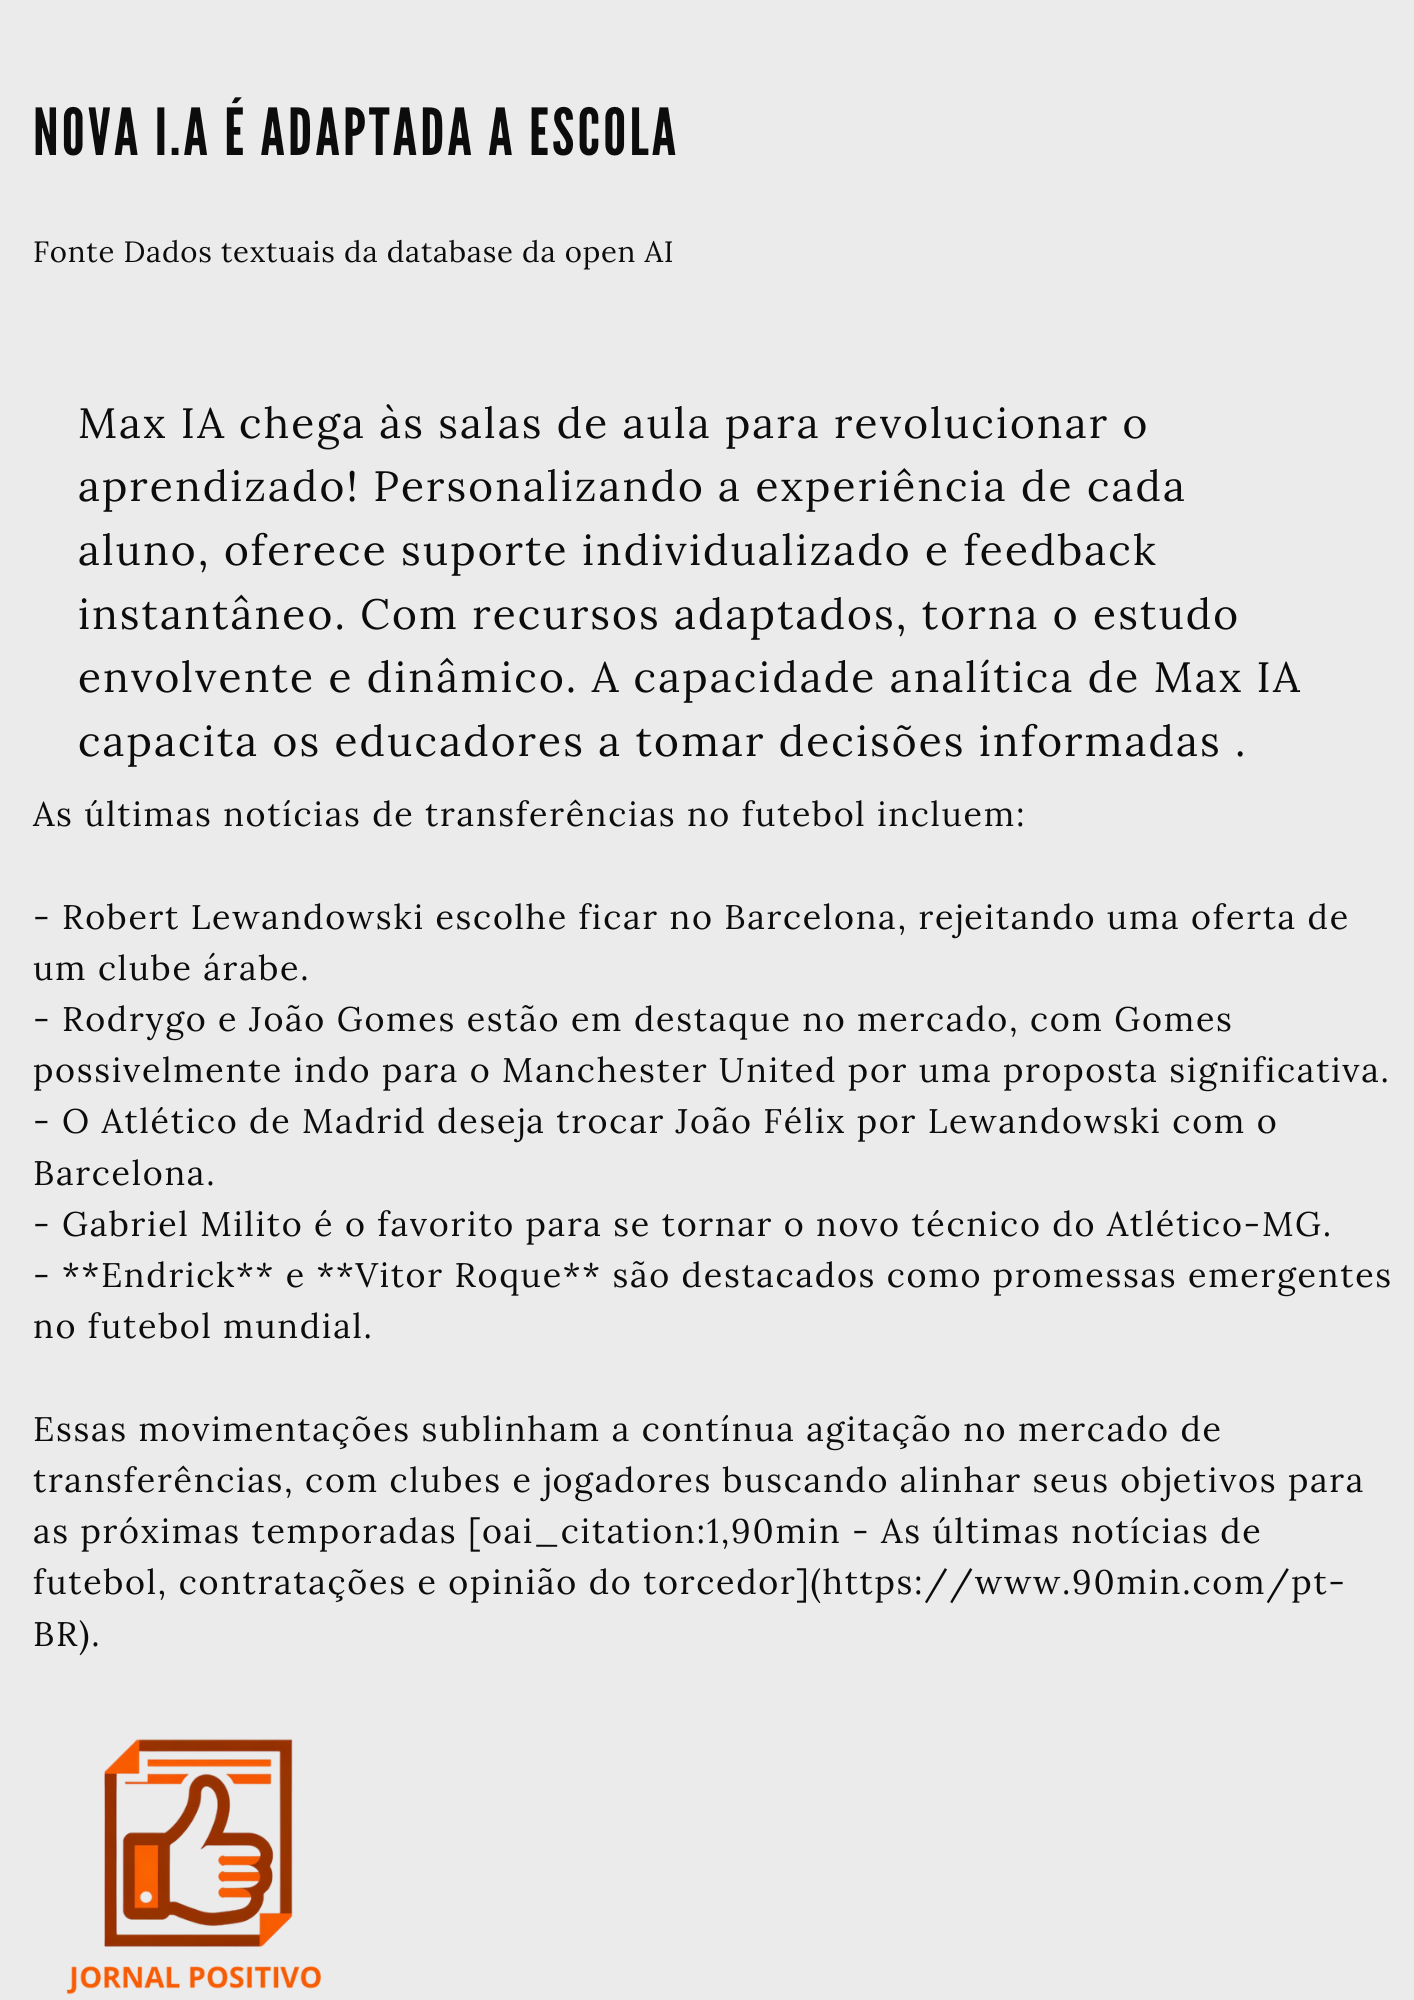 NOVA I.A É ADAPTADA A ESCOLA
Fonte Dados textuais da database da open AI
Max IA chega às salas de aula para revolucionar o
aprendizado! Personalizando a experiência de cada
aluno, oferece suporte individualizado e feedback
instantâneo. Com recursos adaptados, torna o estudo
envolvente e dinâmico. A capacidade analítica de Max IA
capacita os educadores a tomar decisões informadas .
As últimas notícias de transferências no futebol incluem:
- Robert Lewandowski escolhe ficar no Barcelona, rejeitando uma oferta de
um clube árabe.
- Rodrygo e João Gomes estão em destaque no mercado, com Gomes
possivelmente indo para o Manchester United por uma proposta significativa.
- O Atlético de Madrid deseja trocar João Félix por Lewandowski com o
Barcelona.
- Gabriel Milito é o favorito para se tornar o novo técnico do Atlético-MG.
- **Endrick** e **Vitor Roque** são destacados como promessas emergentes
no futebol mundial.
Essas movimentações sublinham a contínua agitação no mercado de
transferências, com clubes e jogadores buscando alinhar seus objetivos para
as próximas temporadas [oai_citation:1,90min - As últimas notícias de
futebol, contratações e opinião do torcedor](https://www.90min.com/pt-
BR).
JORNAL POSITIVO